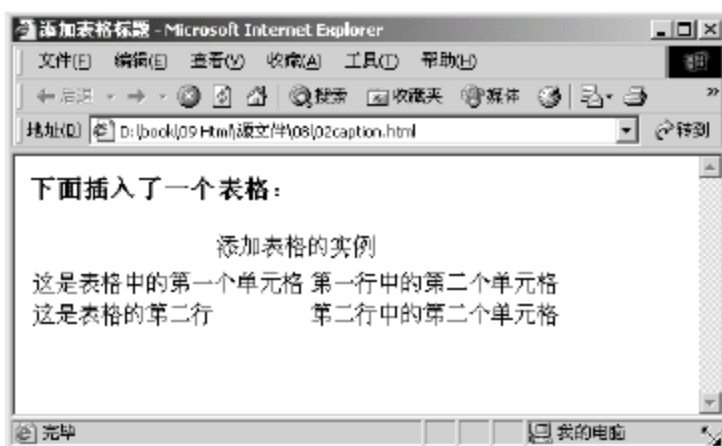 添加表格标题 - Microsoft Internet Explorer
文件(F) 编辑(E) 查看(V) 收藏(A) 工具(T) 帮助(H)
后退 搜索 收藏夹 媒体 »
地址(D) D:\book\09 Html\源文件\08\02caption.html 转到
下面插入了一个表格：
添加表格的实例
这是表格中的第一个单元格 第一行中的第二个单元格
这是表格的第二行 第二行中的第二个单元格
完毕 我的电脑